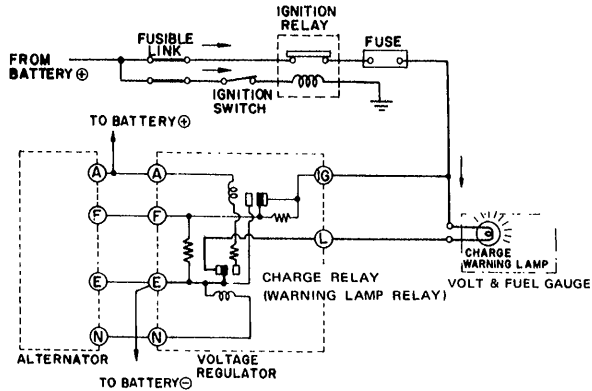 IGNITION
RELAY
FUSIBLE
LINK
FUSE
FROM
BATTERY⊕
IGNITION
SWITCH
TO BATTERY⊕
A A IG
F F
L
CHARGE
WARNING LAMP
E E
CHARGE RELAY
(WARNING LAMP RELAY)
VOLT & FUEL GAUGE
N N
ALTERNATOR
VOLTAGE
REGULATOR
TO BATTERY⊖